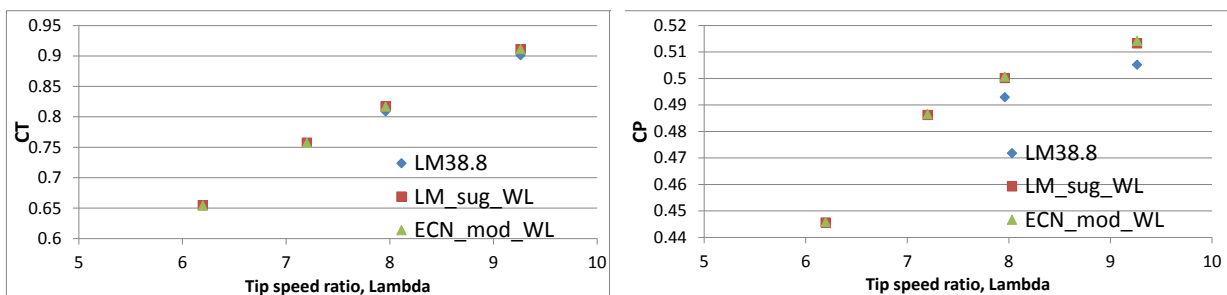 0.95
0.9
0.85
0.8
0.75
0.7
0.65
0.6
CT
5 6 7 8 9 10
Tip speed ratio, Lambda
LM38.8
LM_sug_WL
ECN_mod_WL
0.52
0.51
0.5
0.49
0.48
0.47
0.46
0.45
0.44
CP
5 6 7 8 9 10
Tip speed ratio, Lambda
LM38.8
LM_sug_WL
ECN_mod_WL